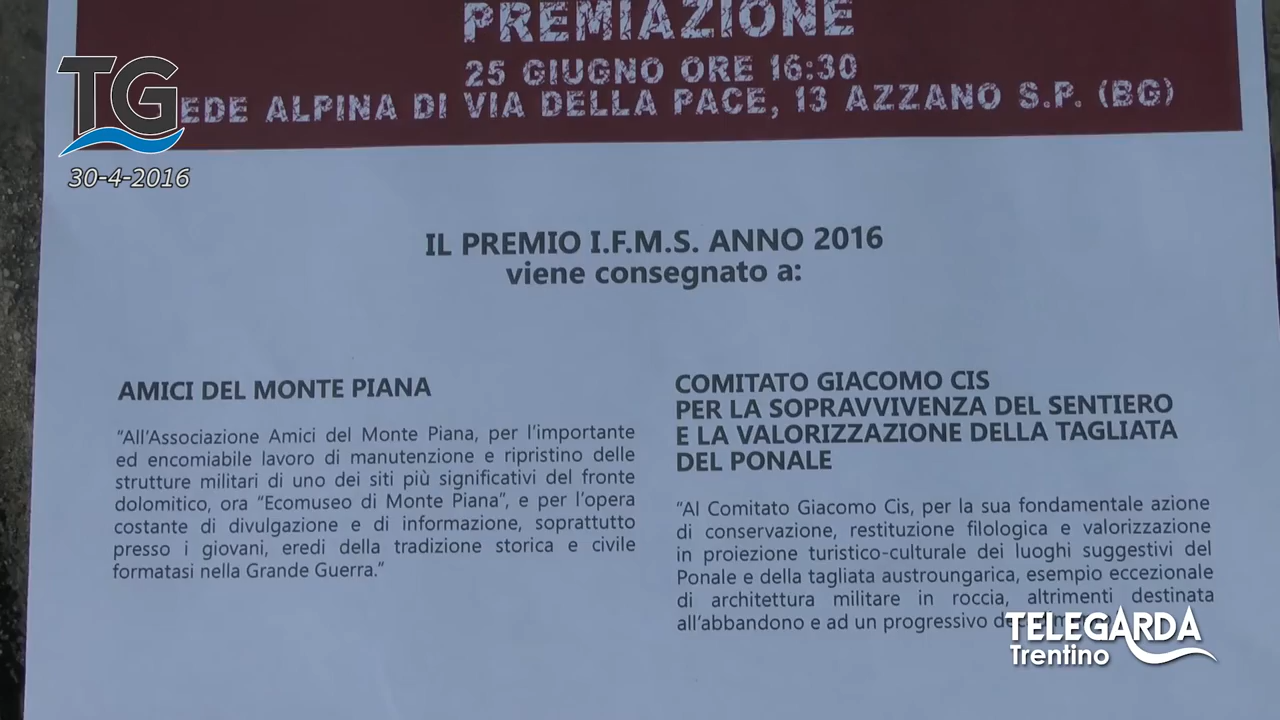 PREMIAZIONE
25 GIUGNO ORE 16:30
EDE ALPINA DI VIA DELLA PACE, 13 AZZANO S.P. (BG)
TG
30-4-2016
IL PREMIO I.F.M.S. ANNO 2016
viene consegnato a:
AMICI DEL MONTE PIANA
“All’Associazione Amici del Monte Piana, per l’importante
ed encomiabile lavoro di manutenzione e ripristino delle
strutture militari di uno dei siti più significativi del fronte
dolomitico, ora “Ecomuseo di Monte Piana”, e per l’opera
costante di divulgazione e di informazione, soprattutto
presso i giovani, eredi della tradizione storica e civile
formatasi nella Grande Guerra.”
COMITATO GIACOMO CIS
PER LA SOPRAVVIVENZA DEL SENTIERO
E LA VALORIZZAZIONE DELLA TAGLIATA
DEL PONALE
“Al Comitato Giacomo Cis, per la sua fondamentale azione
di conservazione, restituzione filologica e valorizzazione
in proiezione turistico-culturale dei luoghi suggestivi del
Ponale e della tagliata austroungarica, esempio eccezionale
di architettura militare in roccia, altrimenti destinata
all’abbandono e ad un progressivo
TELEGARDA
Trentino